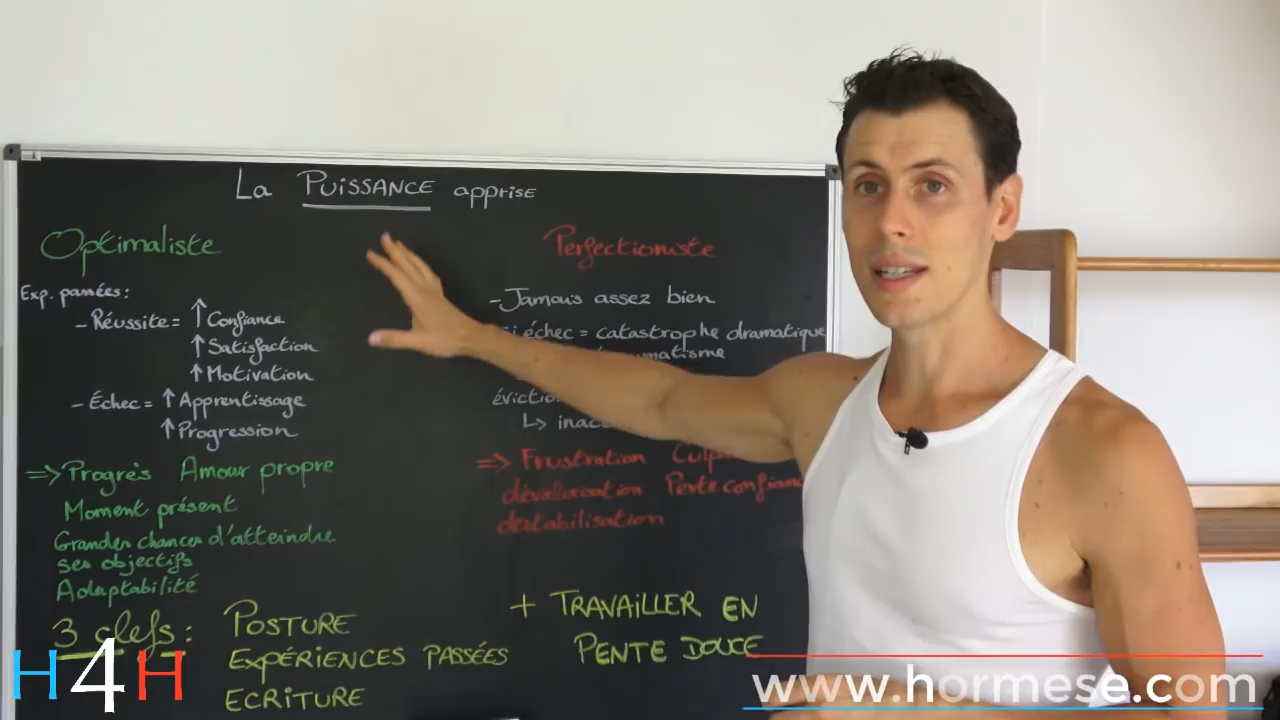 La PUISSANCE apprise
Optimaliste
Exp. passées :
- Réussite = ↑ Confiance
↑ Satisfaction
↑ Motivation
- Échec = ↑ Apprentissage
↑ Progression
=> Progrès Amour propre
Moment présent
Grandes chances d'atteindre
ses objectifs
Adaptabilité
Perfectioniste
- Jamais assez bien
échec = catastrophe dramatique
éviction
↳
=> Frustration
dévalorisation Perte confiance
déstabilisation
3 clefs :
POSTURE
EXPÉRIENCES PASSÉES
ECRITURE
+ TRAVAILLER EN
PENTE DOUCE
H4H
www.hormese.com